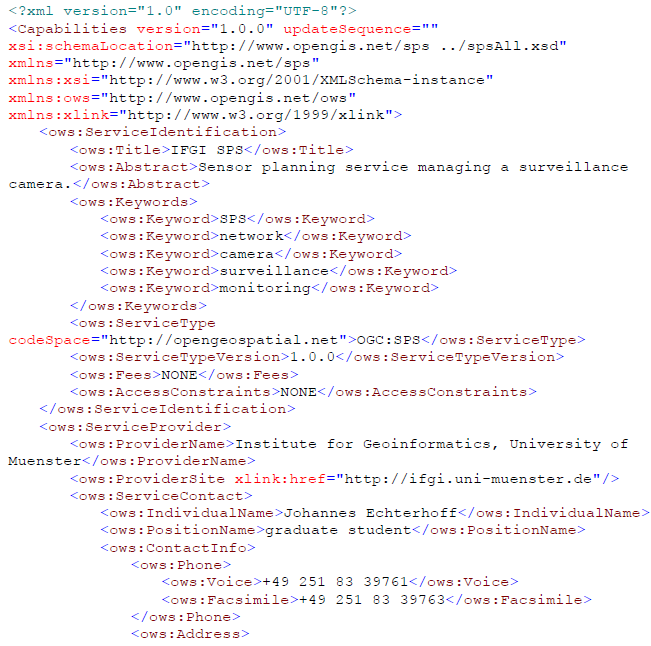 <?xml version="1.0" encoding="UTF-8"?>
<Capabilities version="1.0.0" updateSequence=""
xsi:schemaLocation="http://www.opengis.net/sps ../spsAll.xsd"
xmlns="http://www.opengis.net/sps"
xmlns:xsi="http://www.w3.org/2001/XMLSchema-instance"
xmlns:ows="http://www.opengis.net/ows"
xmlns:xlink="http://www.w3.org/1999/xlink">
<ows:ServiceIdentification>
<ows:Title>IFGI SPS</ows:Title>
<ows:Abstract>Sensor planning service managing a surveillance
camera.</ows:Abstract>
<ows:Keywords>
<ows:Keyword>SPS</ows:Keyword>
<ows:Keyword>network</ows:Keyword>
<ows:Keyword>camera</ows:Keyword>
<ows:Keyword>surveillance</ows:Keyword>
<ows:Keyword>monitoring</ows:Keyword>
</ows:Keywords>
<ows:ServiceType
codeSpace="http://opengeospatial.net">OGC:SPS</ows:ServiceType>
<ows:ServiceTypeVersion>1.0.0</ows:ServiceTypeVersion>
<ows:Fees>NONE</ows:Fees>
<ows:AccessConstraints>NONE</ows:AccessConstraints>
</ows:ServiceIdentification>
<ows:ServiceProvider>
<ows:ProviderName>Institute for Geoinformatics, University of
Muenster</ows:ProviderName>
<ows:ProviderSite xlink:href="http://ifgi.uni-muenster.de"/>
<ows:ServiceContact>
<ows:IndividualName>Johannes Echterhoff</ows:IndividualName>
<ows:PositionName>graduate student</ows:PositionName>
<ows:ContactInfo>
<ows:Phone>
<ows:Voice>+49 251 83 39761</ows:Voice>
<ows:Facsimile>+49 251 83 39763</ows:Facsimile>
</ows:Phone>
<ows:Address>